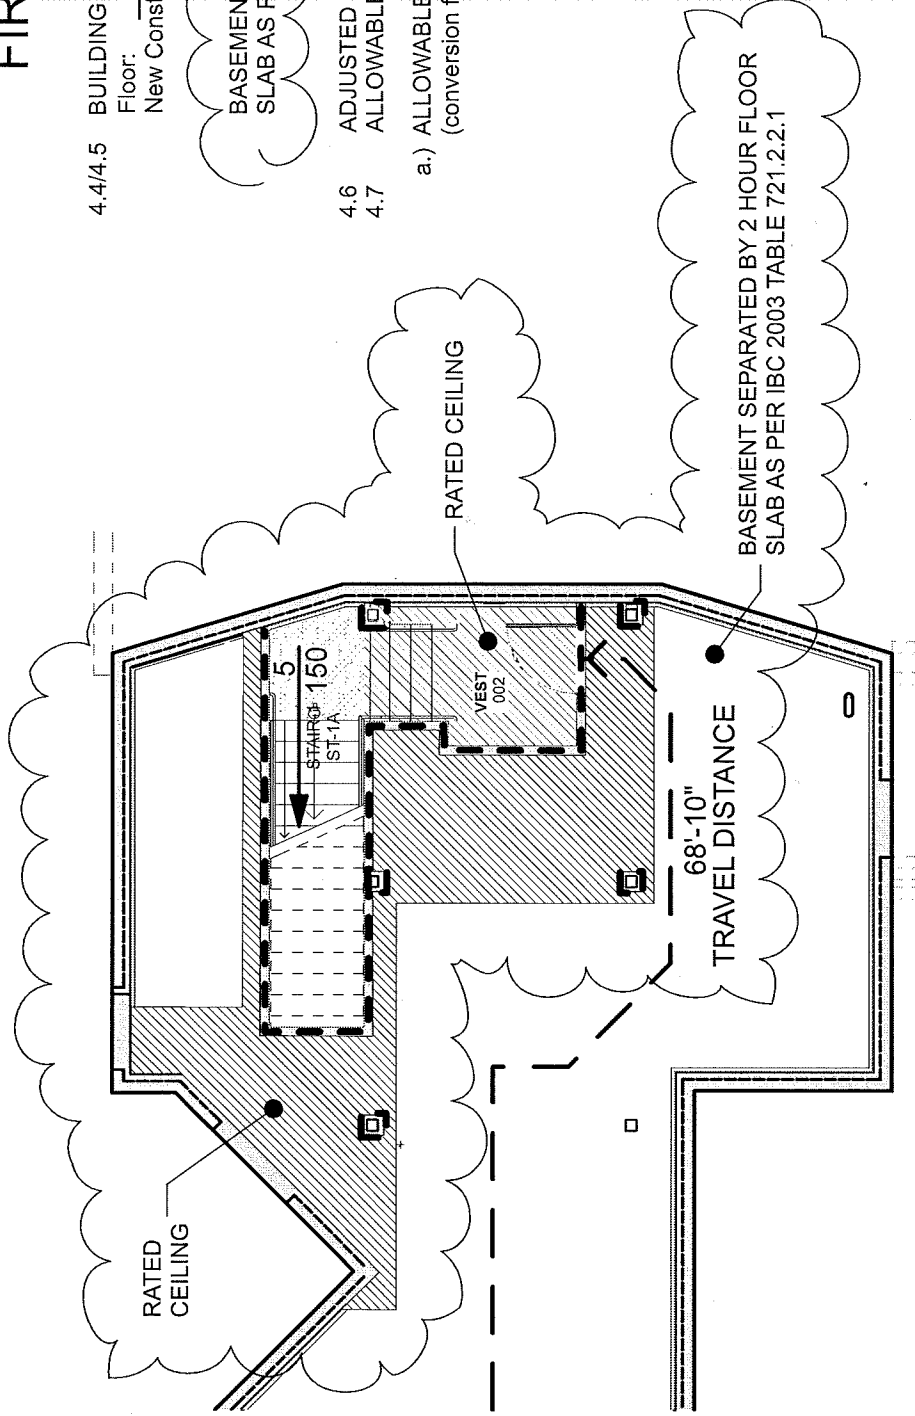 FIR
4.4/4.5 BUILDING
Floor:
New Const
BASEMEN
SLAB AS P
4.6 ADJUSTED
4.7 ALLOWABLE
a.) ALLOWABLE
(conversion f
RATED CEILING
BASEMENT SEPARATED BY 2 HOUR FLOOR
SLAB AS PER IBC 2003 TABLE 721.2.2.1
5
150
ST-1A
VEST
002
68'-10"
TRAVEL DISTANCE
RATED
CEILING